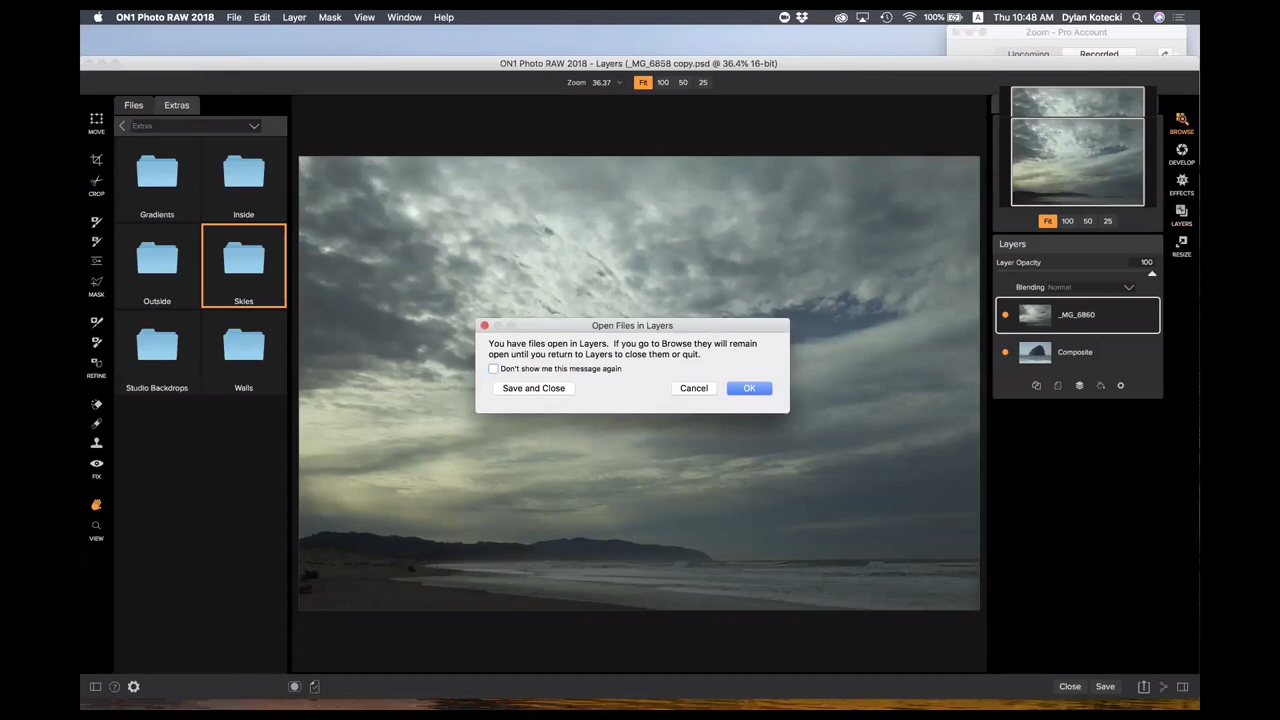 ON1 Photo RAW 2018 File Edit Layer Mask View Window Help 100% A Thu 10:48 AM Dylan Kotecki
Zoom - Pro Account
Upcoming Recorded
ON1 Photo RAW 2018 - Layers (_MG_6858 copy.psd @ 36.4% 16-bit)
Zoom 36.37 Fit 100 50 25
Files Extras
Extras
MOVE
CROP
MASK
REFINE
FIX
VIEW
Gradients Inside
Outside Skies
Studio Backdrops Walls
Open Files in Layers
You have files open in Layers. If you go to Browse they will remain
open until you return to Layers to close them or quit.
Don't show me this message again
Save and Close Cancel OK
Fit 100 50 25
BROWSE
DEVELOP
EFFECTS
LAYERS
RESIZE
Layers
Layer Opacity 100
Blending Normal
_MG_6860
Composite
? Close Save